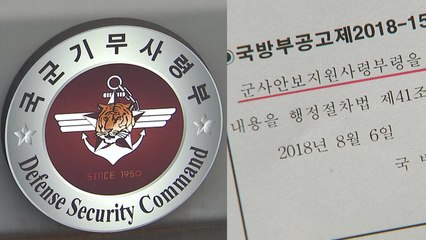 국군기무사령부
SINCE 1950
Defense Security Command
●국방부공고제2018-15
군사안보지원사령부령을
내용을 행정절차법 제41조
2018년 8월 6일
국 방